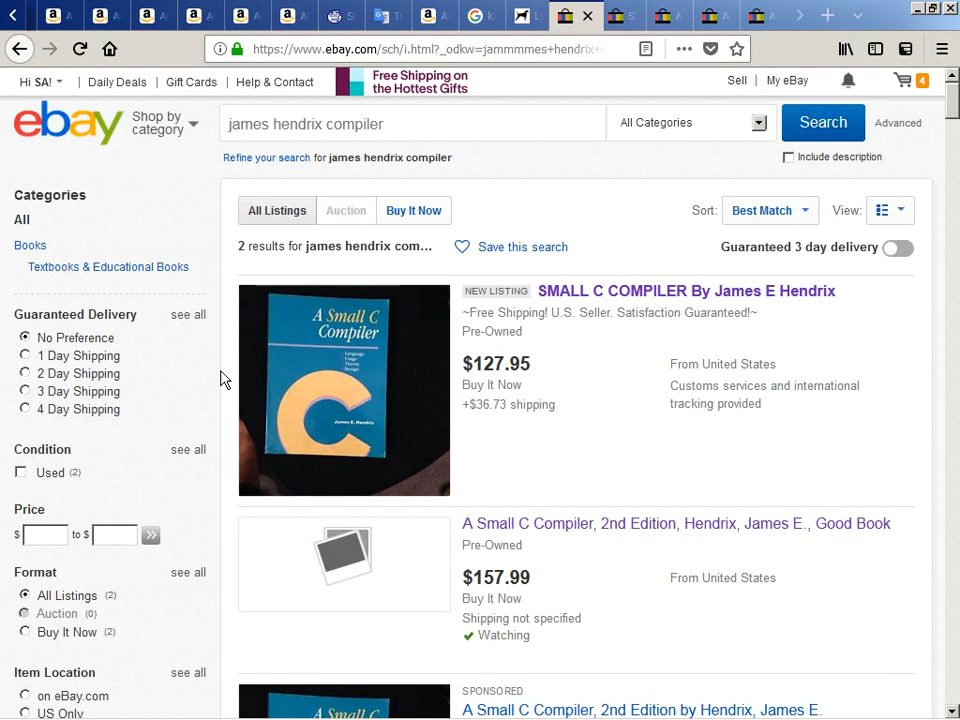 https://www.ebay.com/sch/i.html?_odkw=jammmmes+hendrix+
Hi SA!
Daily Deals
Gift Cards
Help & Contact
Free Shipping on
the Hottest Gifts
Sell
My eBay
4
ebay
Shop by
category
james hendrix compiler
All Categories
Search
Advanced
Refine your search for james hendrix compiler
Include description
Categories
All
Books
Textbooks & Educational Books
Guaranteed Delivery
see all
No Preference
1 Day Shipping
2 Day Shipping
3 Day Shipping
4 Day Shipping
Condition
see all
Used (2)
Price
$ to $
Format
see all
All Listings (2)
Auction (0)
Buy It Now (2)
Item Location
see all
on eBay.com
US Only
All Listings
Auction
Buy It Now
Sort:
Best Match
View:
2 results for james hendrix com...
Save this search
Guaranteed 3 day delivery
A Small C
Compiler
Language
Usage
Theory
Design
James E. Hendrix
NEW LISTING
SMALL C COMPILER By James E Hendrix
~Free Shipping! U.S. Seller. Satisfaction Guaranteed!~
Pre-Owned
$127.95
Buy It Now
+$36.73 shipping
From United States
Customs services and international
tracking provided
A Small C Compiler, 2nd Edition, Hendrix, James E., Good Book
Pre-Owned
$157.99
Buy It Now
Shipping not specified
Watching
From United States
SPONSORED
A Small C Compiler, 2nd Edition by Hendrix, James E.
A Small C